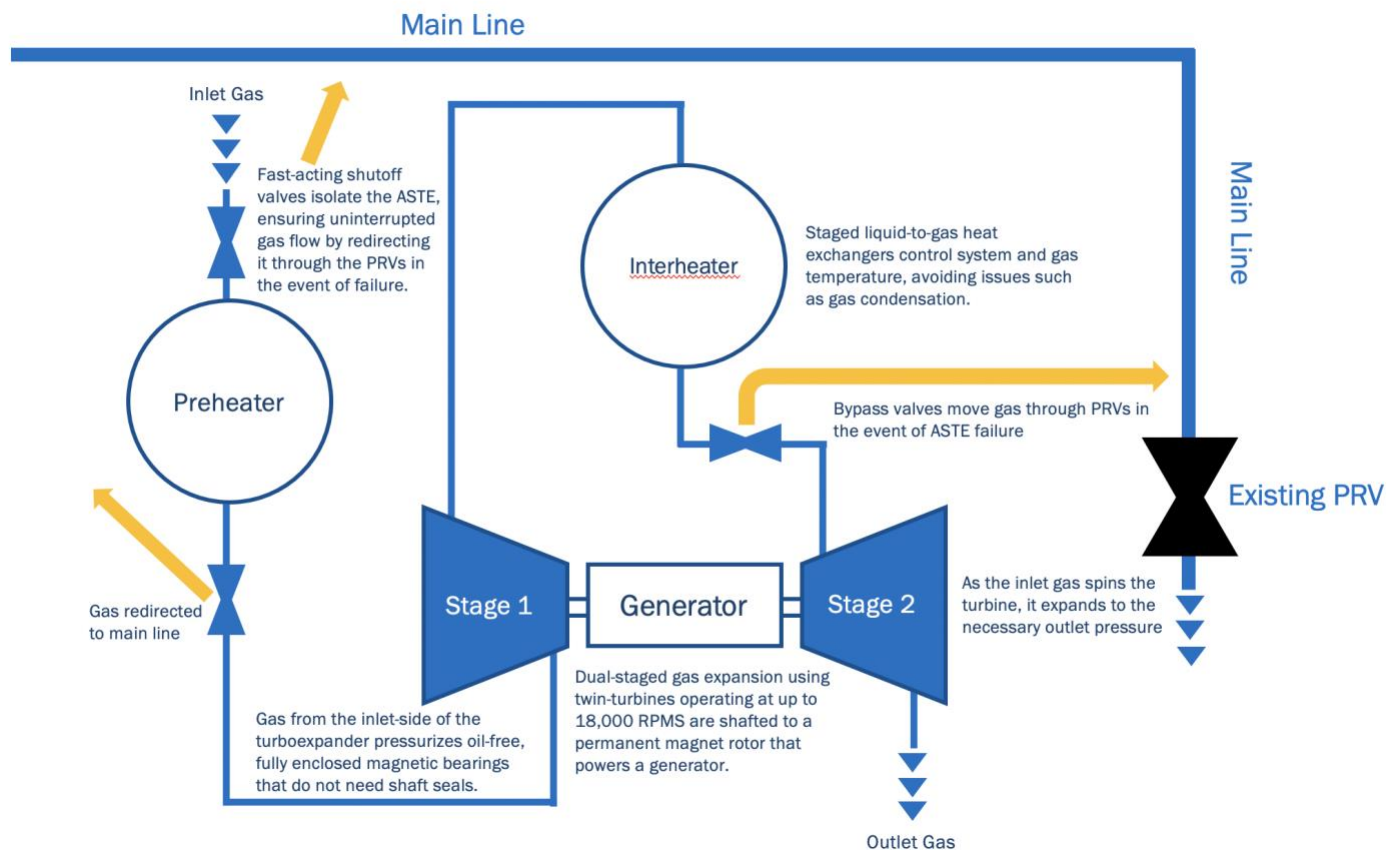 Main Line
Inlet Gas
Fast-acting shutoff
valves isolate the ASTE,
ensuring uninterrupted
gas flow by redirecting
it through the PRVs in
the event of failure.
Main Line
Interheater
Staged liquid-to-gas heat
exchangers control system and gas
temperature, avoiding issues such
as gas condensation.
Preheater
Bypass valves move gas through PRVs in
the event of ASTE failure
Existing PRV
Gas redirected
to main line
Stage 1
Generator
Stage 2
As the inlet gas spins the
turbine, it expands to the
necessary outlet pressure
Gas from the inlet-side of the
turboexpander pressurizes oil-free,
fully enclosed magnetic bearings
that do not need shaft seals.
Dual-staged gas expansion using
twin-turbines operating at up to
18,000 RPMS are shafted to a
permanent magnet rotor that
powers a generator.
Outlet Gas